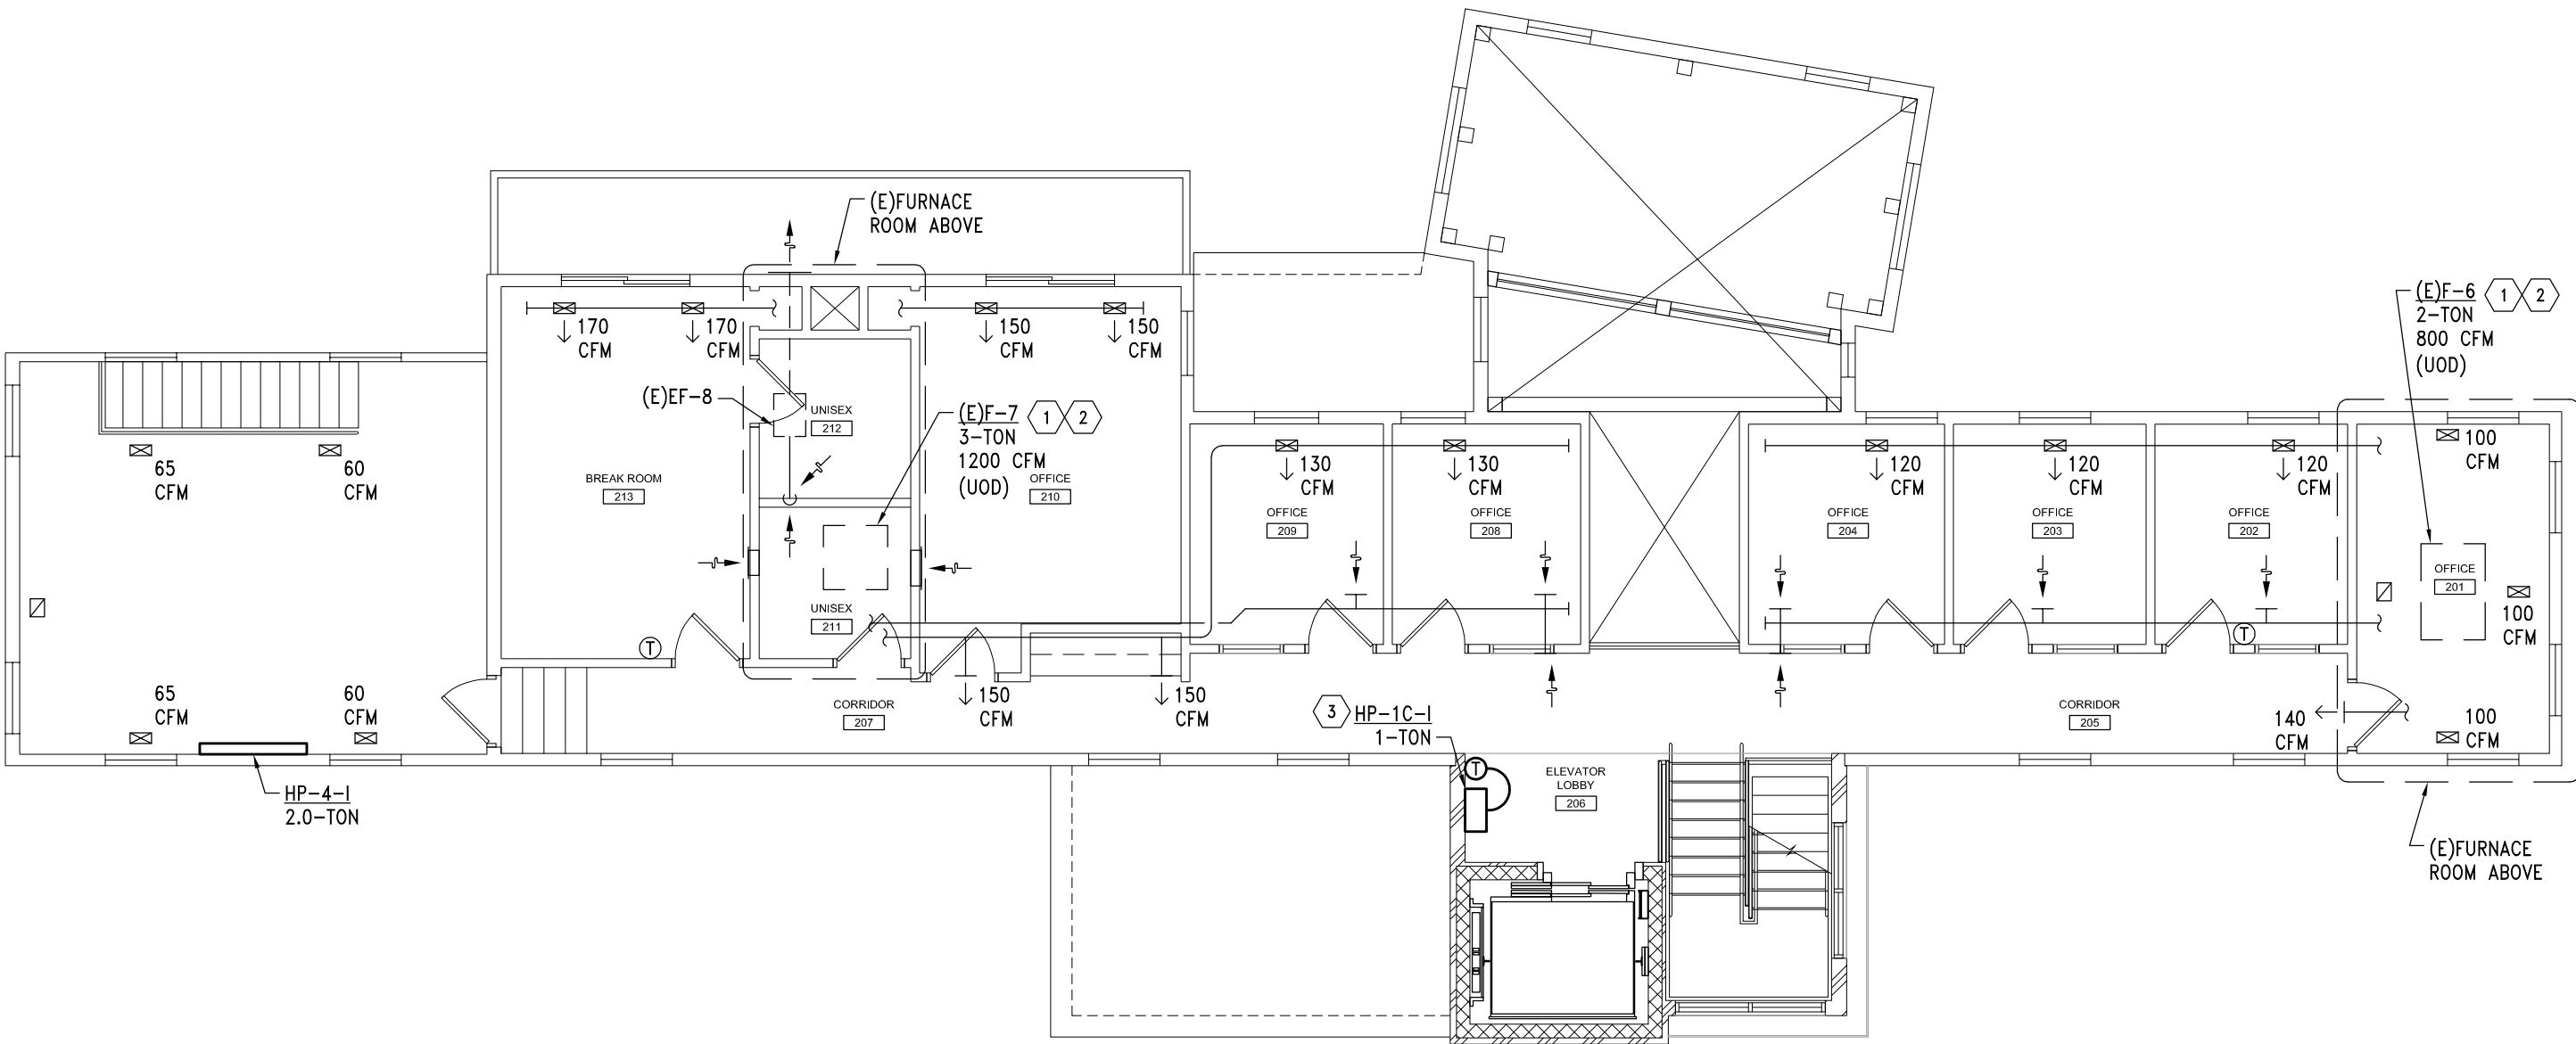 (E)FURNACE
ROOM ABOVE
170
CFM
170
CFM
150
CFM
150
CFM
(E)EF-8
UNISEX
212
(E)F-7
1
2
3-TON
1200 CFM
(UOD)
OFFICE
210
BREAK ROOM
213
UNISEX
211
T
65
CFM
60
CFM
65
CFM
60
CFM
HP-4-I
2.0-TON
CORRIDOR
207
150
CFM
150
CFM
130
CFM
130
CFM
OFFICE
209
OFFICE
208
3
HP-1C-I
1-TON
T
ELEVATOR
LOBBY
206
120
CFM
120
CFM
120
CFM
OFFICE
204
OFFICE
203
OFFICE
202
T
CORRIDOR
205
140
CFM
(E)F-6
1
2
2-TON
800 CFM
(UOD)
100
CFM
OFFICE
201
100
CFM
100
CFM
(E)FURNACE
ROOM ABOVE